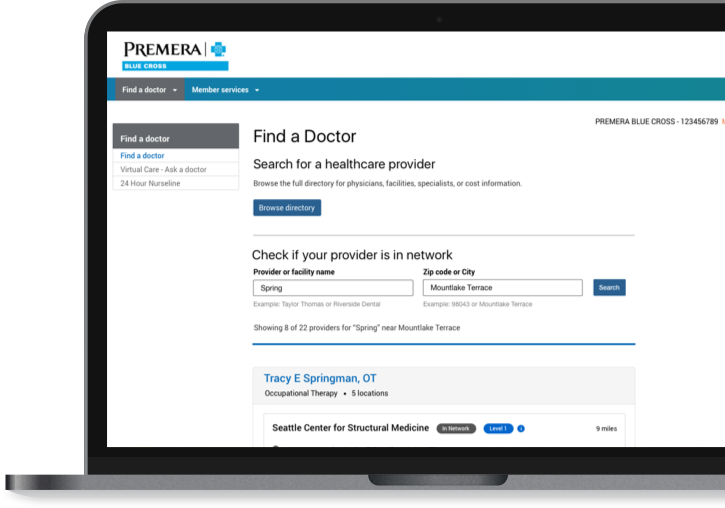 PREMERA
BLUE CROSS
Find a doctor Member services
PREMERA BLUE CROSS - 123456789
Find a doctor
Find a doctor
Virtual Care - Ask a doctor
24 Hour Nurseline
Find a Doctor
Search for a healthcare provider
Browse the full directory for physicians, facilities, specialists, or cost information.
Browse directory
Check if your provider is in network
Provider or facility name Zip code or City
Spring Mountlake Terrace Search
Example: Taylor Thomas or Riverside Dental Example: 98043 or Mountlake Terrace
Showing 8 of 22 providers for "Spring" near Mountlake Terrace
Tracy E Springman, OT
Occupational Therapy • 5 locations
Seattle Center for Structural Medicine In Network Level 1 9 miles